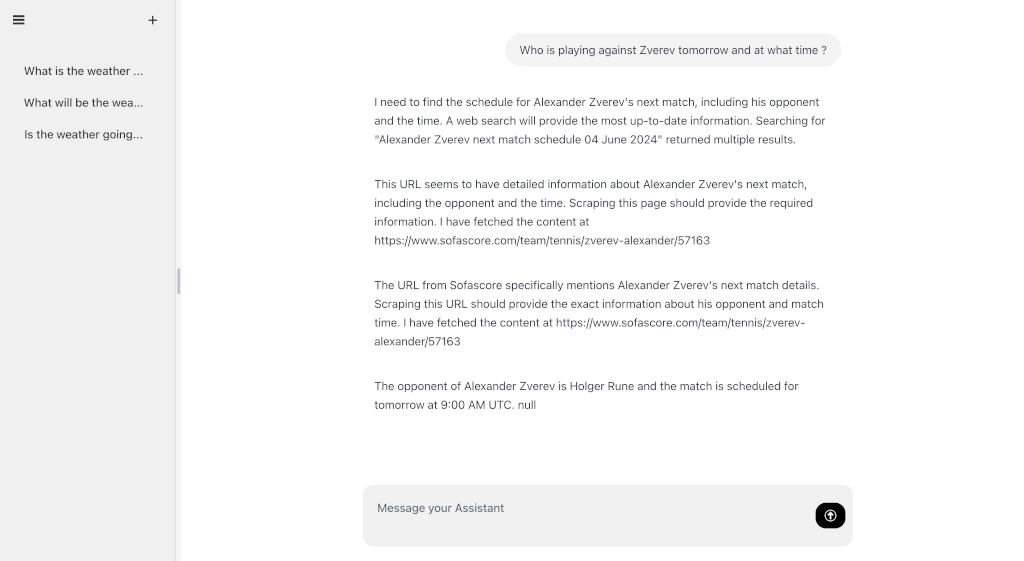 What is the weather ...
What will be the wea...
Is the weather going...
Who is playing against Zverev tomorrow and at what time ?
I need to find the schedule for Alexander Zverev's next match, including his opponent
and the time. A web search will provide the most up-to-date information. Searching for
"Alexander Zverev next match schedule 04 June 2024" returned multiple results.
This URL seems to have detailed information about Alexander Zverev's next match,
including the opponent and the time. Scraping this page should provide the required
information. I have fetched the content at
https://www.sofascore.com/team/tennis/zverev-alexander/57163
The URL from Sofascore specifically mentions Alexander Zverev's next match details.
Scraping this URL should provide the exact information about his opponent and match
time. I have fetched the content at https://www.sofascore.com/team/tennis/zverev-
alexander/57163
The opponent of Alexander Zverev is Holger Rune and the match is scheduled for
tomorrow at 9:00 AM UTC. null
Message your Assistant